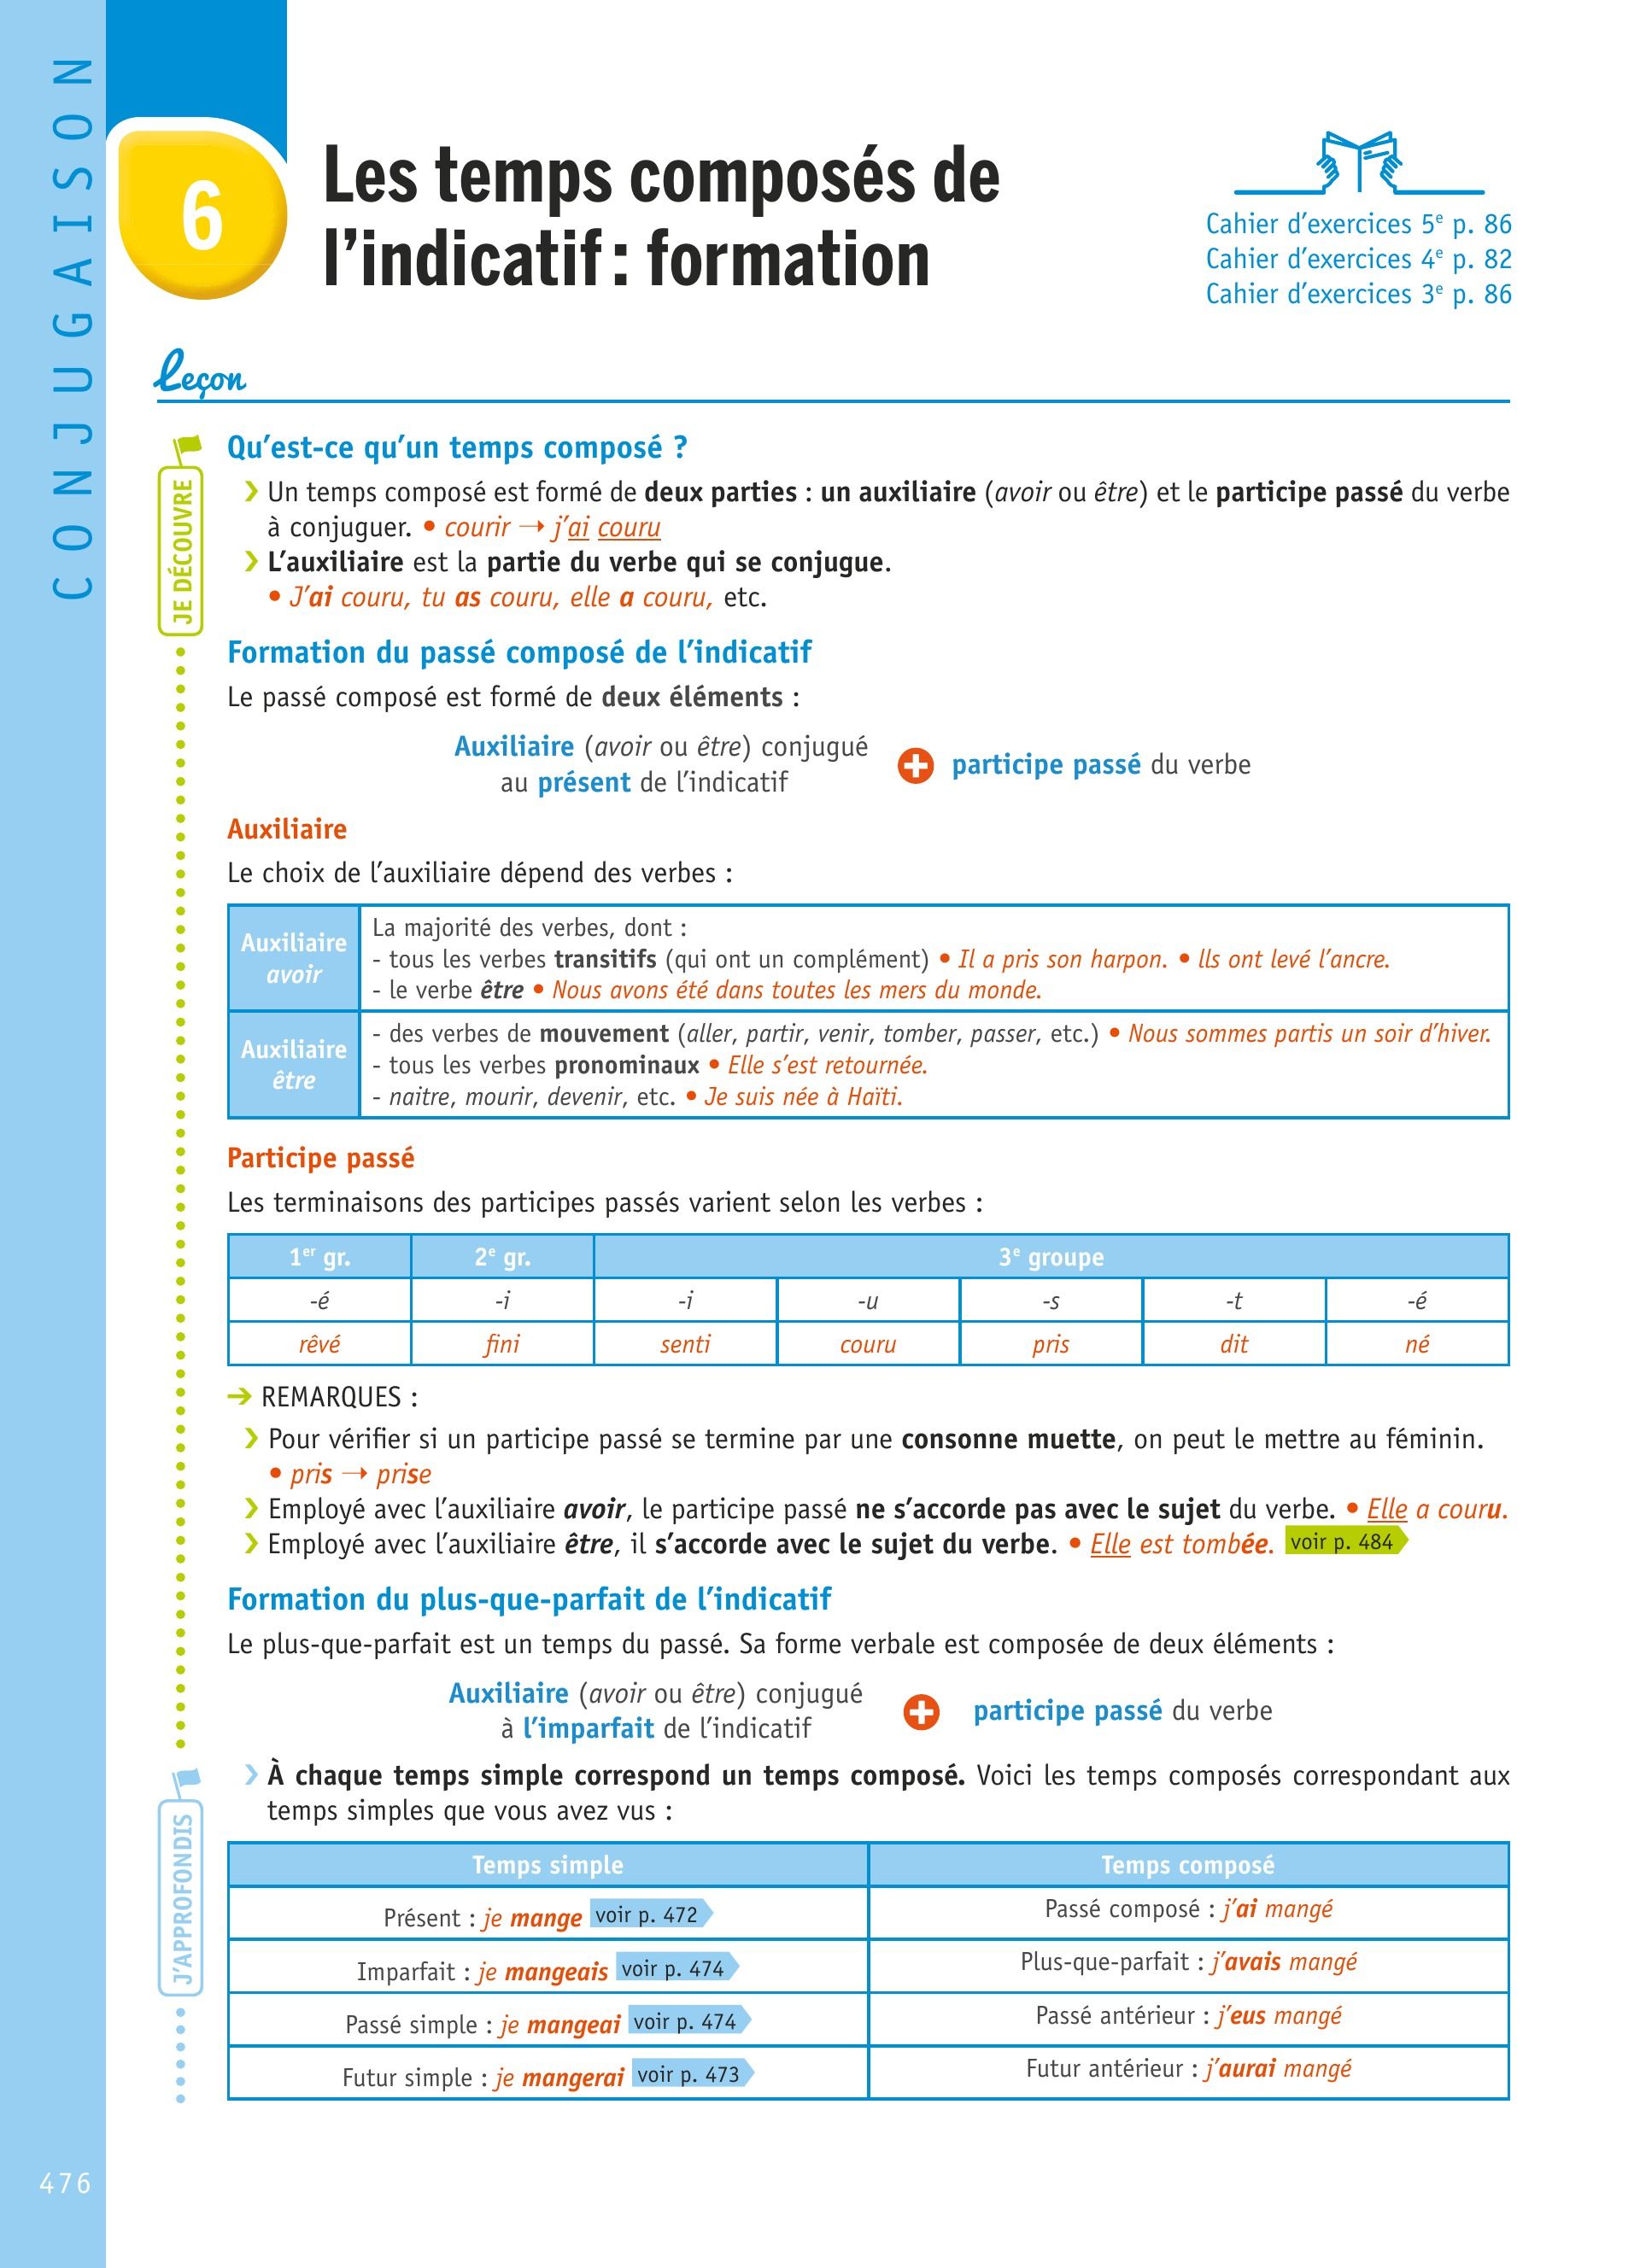 CONJUGAISON
6
Les temps composés de
l'indicatif : formation
Cahier d'exercices 5e p. 86
Cahier d'exercices 4e p. 82
Cahier d'exercices 3e p. 86
Leçon
JE DÉCOUVRE
Qu'est-ce qu'un temps composé ?
› Un temps composé est formé de deux parties : un auxiliaire (avoir ou être) et le participe passé du verbe
à conjuguer. • courir → j'ai couru
› L'auxiliaire est la partie du verbe qui se conjugue.
• J'ai couru, tu as couru, elle a couru, etc.
Formation du passé composé de l'indicatif
Le passé composé est formé de deux éléments :
Auxiliaire (avoir ou être) conjugué
au présent de l'indicatif
+ participe passé du verbe
Auxiliaire
Le choix de l'auxiliaire dépend des verbes :
Auxiliaire
avoir
La majorité des verbes, dont :
- tous les verbes transitifs (qui ont un complément) • Il a pris son harpon. • lls ont levé l'ancre.
- le verbe être • Nous avons été dans toutes les mers du monde.
Auxiliaire
être
- des verbes de mouvement (aller, partir, venir, tomber, passer, etc.) • Nous sommes partis un soir d'hiver.
- tous les verbes pronominaux • Elle s'est retournée.
- naitre, mourir, devenir, etc. • Je suis née à Haïti.
Participe passé
Les terminaisons des participes passés varient selon les verbes :
1er gr. 2e gr. 3e groupe
-é -i -i -u -s -t -é
rêvé fini senti couru pris dit né
➔ REMARQUES :
› Pour vérifier si un participe passé se termine par une consonne muette, on peut le mettre au féminin.
• pris → prise
› Employé avec l'auxiliaire avoir, le participe passé ne s'accorde pas avec le sujet du verbe. • Elle a couru.
› Employé avec l'auxiliaire être, il s'accorde avec le sujet du verbe. • Elle est tombée. voir p. 484
Formation du plus-que-parfait de l'indicatif
Le plus-que-parfait est un temps du passé. Sa forme verbale est composée de deux éléments :
Auxiliaire (avoir ou être) conjugué
à l'imparfait de l'indicatif
+ participe passé du verbe
J'APPROFONDIS
› À chaque temps simple correspond un temps composé. Voici les temps composés correspondant aux
temps simples que vous avez vus :
Temps simple Temps composé
Présent : je mange voir p. 472 Passé composé : j'ai mangé
Imparfait : je mangeais voir p. 474 Plus-que-parfait : j'avais mangé
Passé simple : je mangeai voir p. 474 Passé antérieur : j'eus mangé
Futur simple : je mangerai voir p. 473 Futur antérieur : j'aurai mangé
476